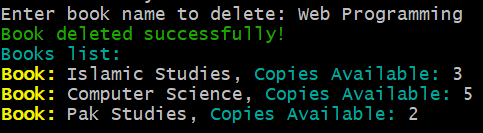 Enter book name to delete: Web Programming
Book deleted successfully!
Books list:
Book: Islamic Studies, Copies Available: 3
Book: Computer Science, Copies Available: 5
Book: Pak Studies, Copies Available: 2